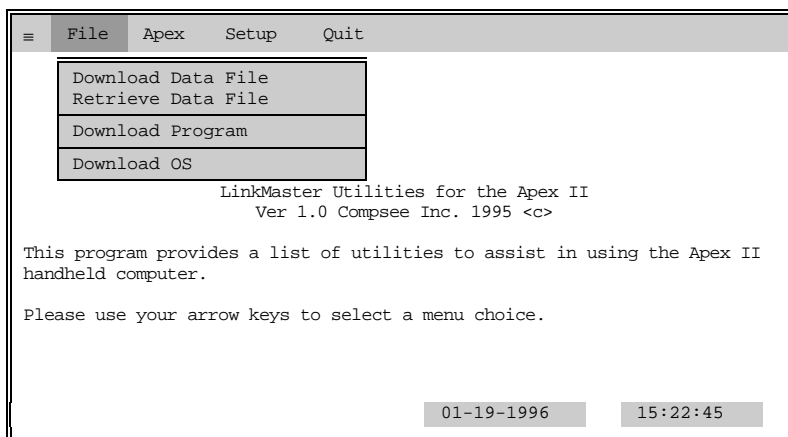 ≡ File Apex Setup Quit
Download Data File
Retrieve Data File
Download Program
Download OS
LinkMaster Utilities for the Apex II
Ver 1.0 Compsee Inc. 1995 <c>
This program provides a list of utilities to assist in using the Apex II
handheld computer.
Please use your arrow keys to select a menu choice.
01-19-1996 15:22:45